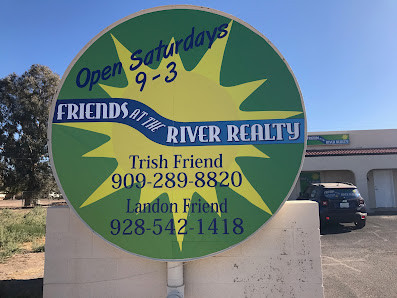 Open Saturdays
9-3
FRIENDS AT THE RIVER REALTY
Trish Friend
909-289-8820
Landon Friend
928-542-1418